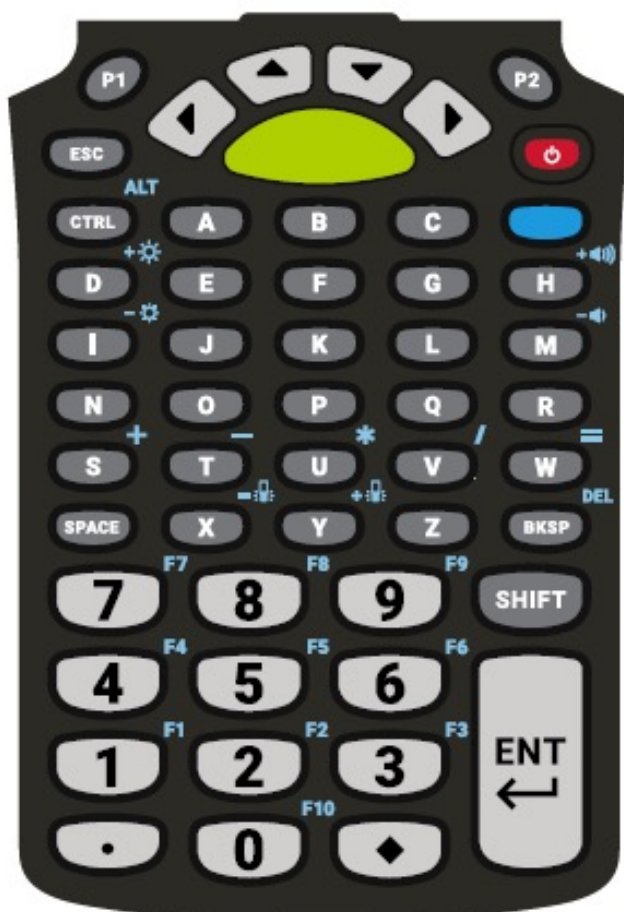 P1 P2
ESC
ALT
CTRL A B C
+ +
D E F G H
- -
I J K L M
N O P Q R
+ - * / =
S T U V W
- + DEL
SPACE X Y Z BKSP
F7 F8 F9
7 8 9 SHIFT
F4 F5 F6
4 5 6
F1 F2 F3
1 2 3 ENT
F10
. 0